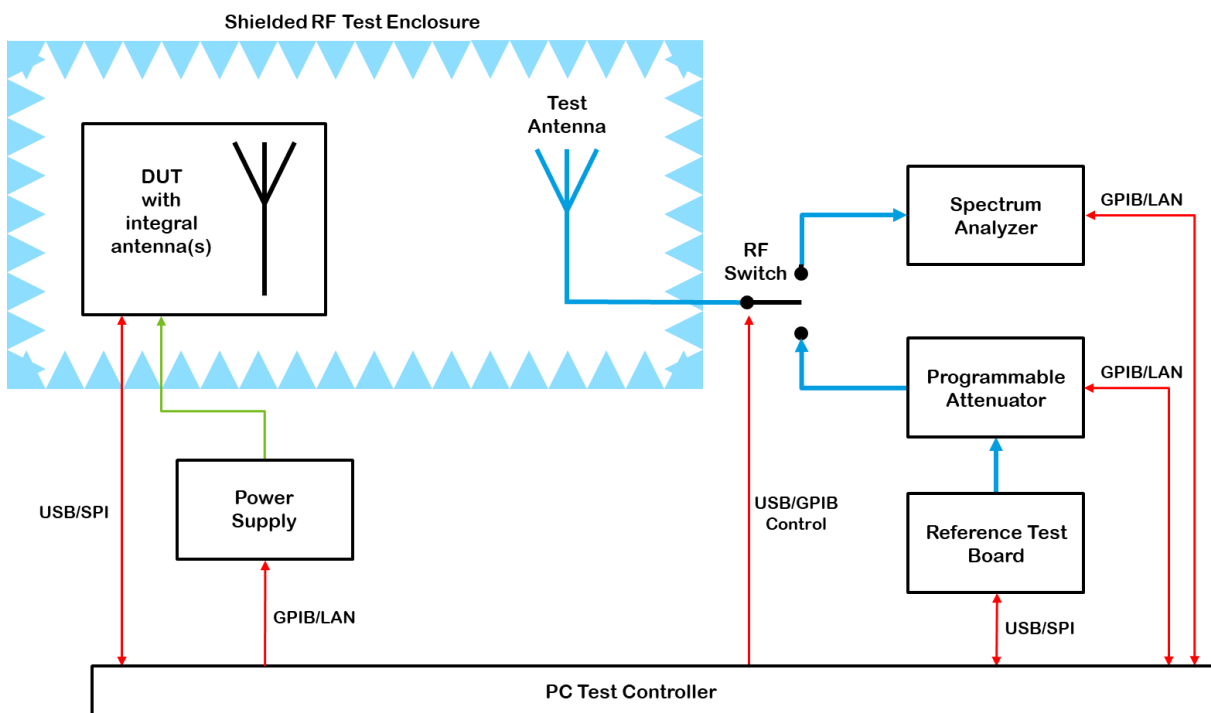 Shielded RF Test Enclosure
DUT
with
integral
antenna(s)
Test
Antenna
RF
Switch
Spectrum
Analyzer
GPIB/LAN
Programmable
Attenuator
GPIB/LAN
Power
Supply
USB/SPI
GPIB/LAN
USB/GPIB
Control
Reference Test
Board
USB/SPI
PC Test Controller